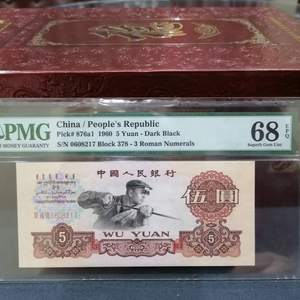 PMG
China / People's Republic
Pick# 876a1 1960 5 Yuan - Dark Black
S/N 0608217 Block 378 - 3 Roman Numerals
68
EPQ
Superb Gem Unc
中國人民銀行
伍圓
5
WU YUAN
5